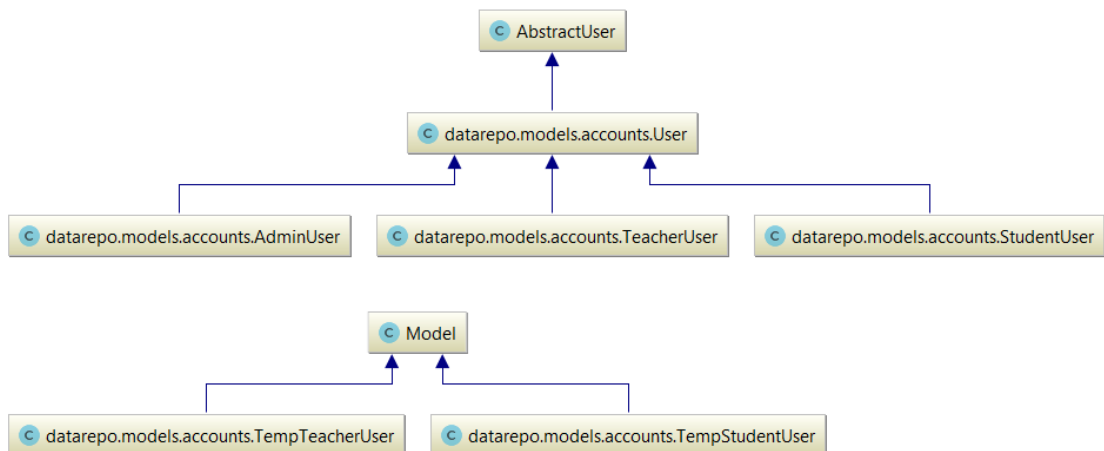 C AbstractUser
C datarepo.models.accounts.User
C datarepo.models.accounts.AdminUser
C datarepo.models.accounts.TeacherUser
C datarepo.models.accounts.StudentUser
C Model
C datarepo.models.accounts.TempTeacherUser
C datarepo.models.accounts.TempStudentUser